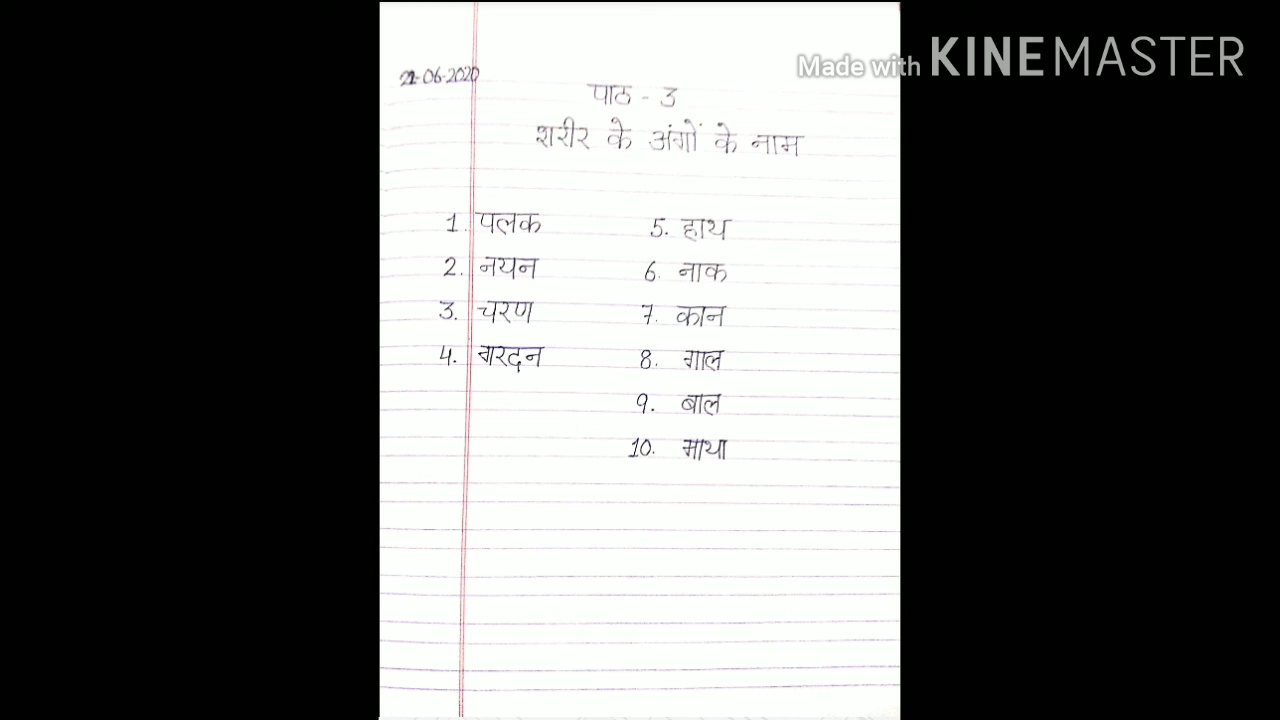 Made with KINEMASTER
22-06-2020
पाठ - 3
शरीर के अंगों के नाम
1. पलक
2. नयन
3. चरण
4. गरदन
5. हाथ
6. नाक
7. कान
8. गाल
9. बाल
10. माथा